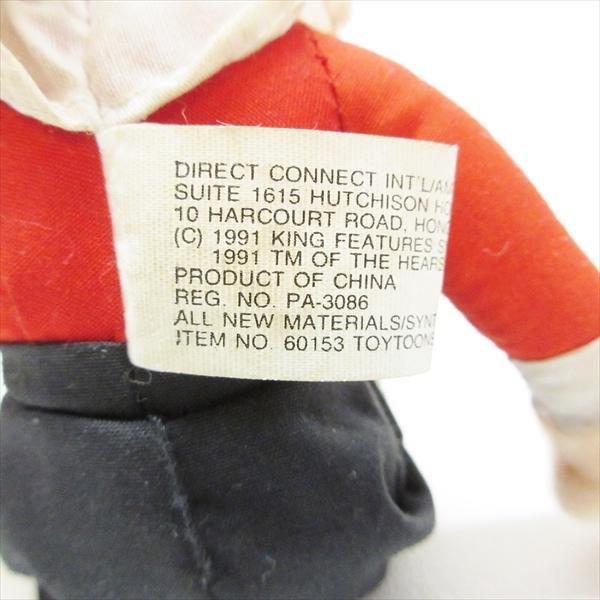 DIRECT CONNECT INT'L/AM
SUITE 1615 HUTCHISON HO
10 HARCOURT ROAD, HONG
(C) 1991 KING FEATURES S
1991 TM OF THE HEARS
PRODUCT OF CHINA
REG. NO. PA-3086
ALL NEW MATERIALS/SYNT
ITEM NO. 60153 TOYTOONS